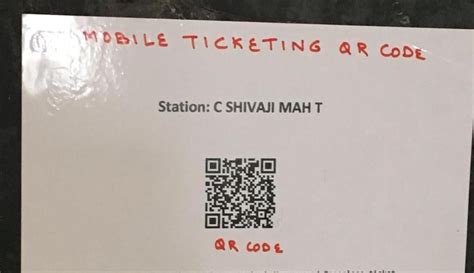 MOBILE TICKETING QR CODE
Station: C SHIVAJI MAH T
QR CODE